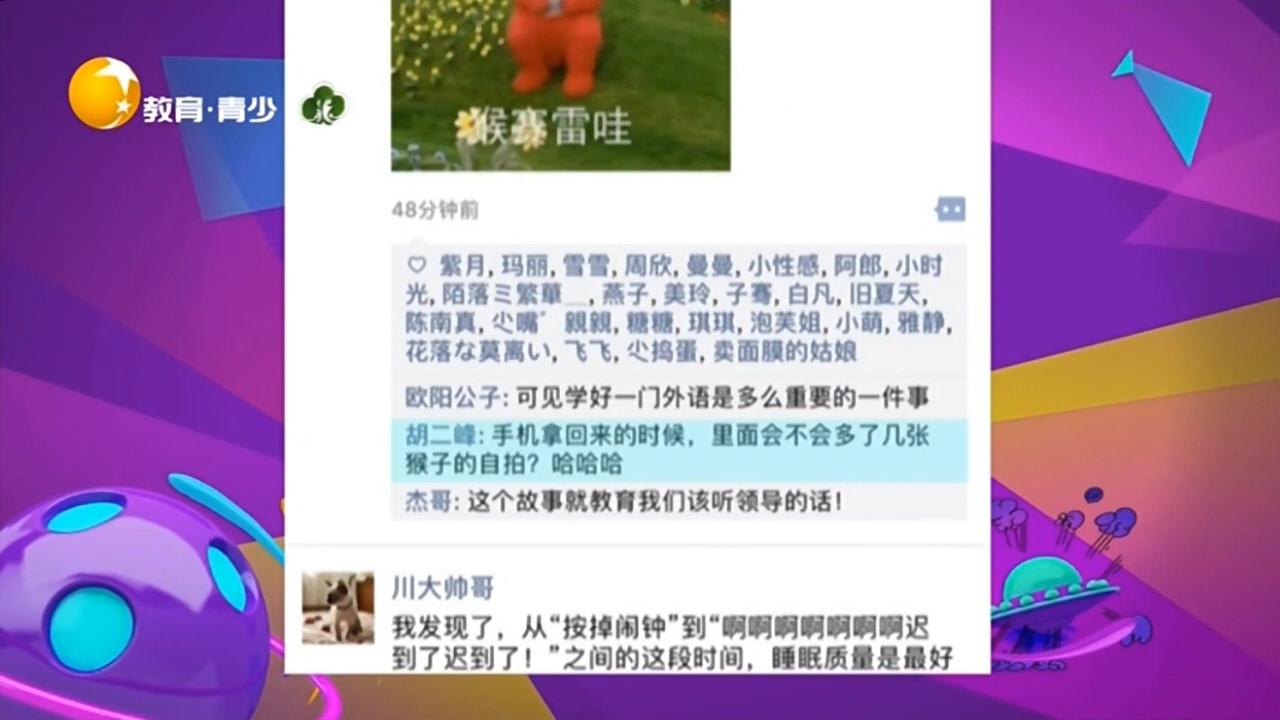 教育·青少
猴赛雷哇
48分钟前
紫月, 玛丽, 雪雪, 周欣, 曼曼, 小性感, 阿郎, 小时
光, 陌落ミ繁華__, 燕子, 美玲, 子骞, 白凡, 旧夏天,
陈南真, 尐嘴゛親親, 糖糖, 琪琪, 泡芙姐, 小萌, 雅静,
花落な莫离い, 飞飞, 尐捣蛋, 卖面膜的姑娘
欧阳公子: 可见学好一门外语是多么重要的一件事
胡二峰: 手机拿回来的时候，里面会不会多了几张
猴子的自拍？哈哈哈
杰哥: 这个故事就教育我们该听领导的话！
川大帅哥
我发现了，从“按掉闹钟”到“啊啊啊啊啊啊啊迟
到了迟到了！”之间的这段时间，睡眠质量是最好